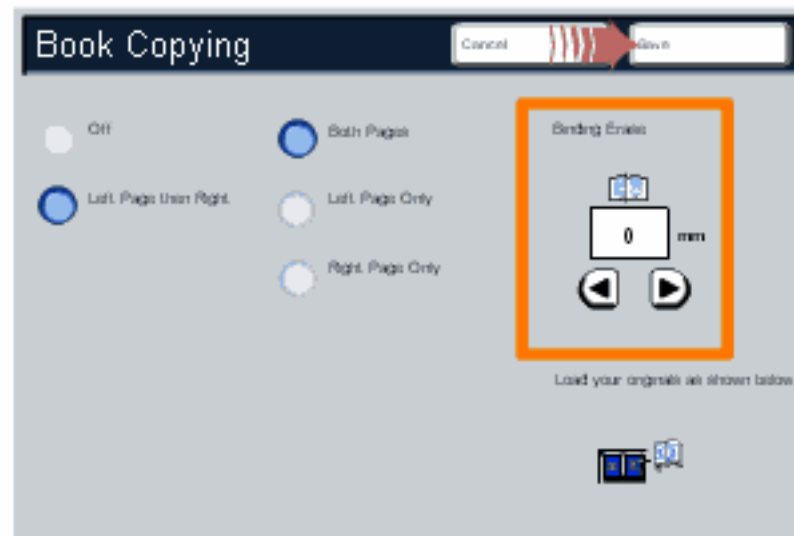 Book Copying
Cancel
Save
Off
Both Pages
Binding Erase
Left Page then Right
Left Page Only
0 mm
Right Page Only
Load your originals as shown below